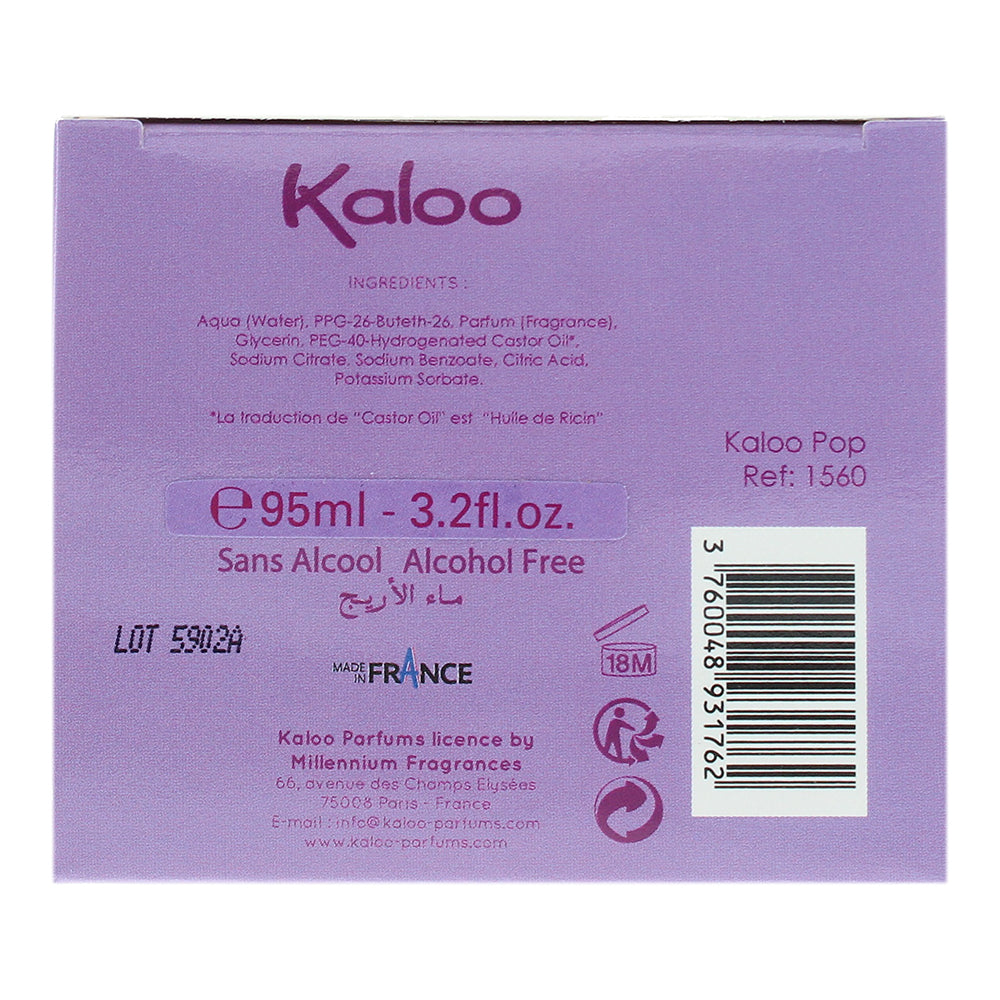 Kaloo
INGREDIENTS :
Aqua (Water), PPG-26-Buteth-26, Parfum (Fragrance),
Glycerin, PEG-40-Hydrogenated Castor Oil*,
Sodium Citrate, Sodium Benzoate, Citric Acid,
Potassium Sorbate.
*La traduction de "Castor Oil" est "Huile de Ricin"
Kaloo Pop
Ref: 1560
℮95ml - 3.2fl.oz.
Sans Alcool Alcohol Free
ماء الأريج
LOT 5902A
MADE IN FRANCE
18M
3 760048 931762
Kaloo Parfums licence by
Millennium Fragrances
66, avenue des Champs Elysées
75008 Paris - France
E-mail : info@kaloo-parfums.com
www.kaloo-parfums.com